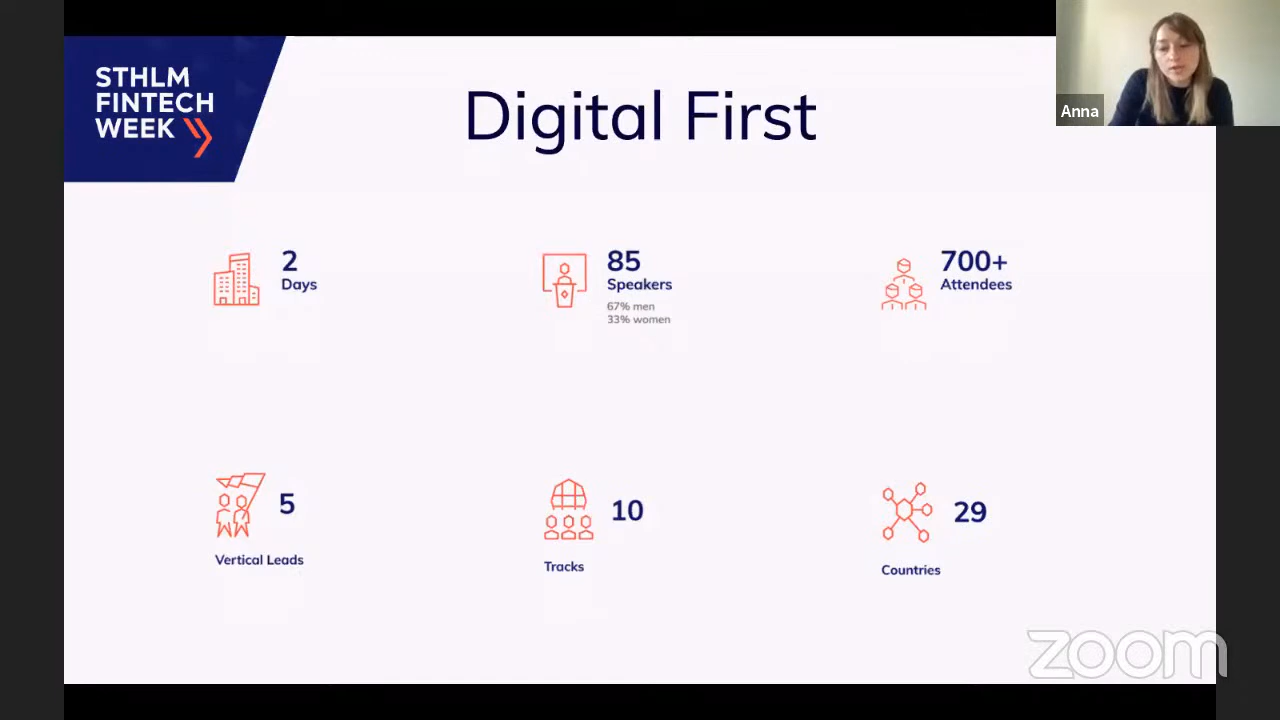 STHLM
FINTECH
WEEK
Digital First
Anna
2
Days
85
Speakers
67% men
33% women
700+
Attendees
5
Vertical Leads
10
Tracks
29
Countries
zoom